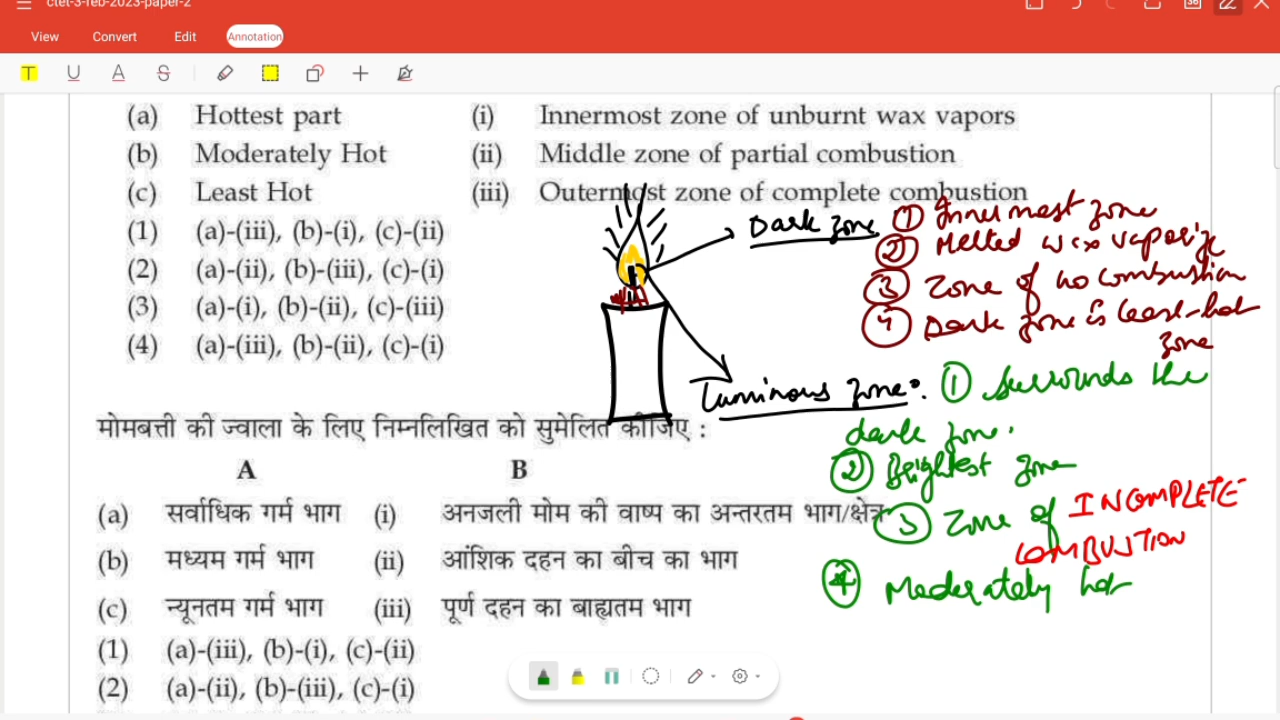 ctet-3-feb-2023-paper-2
View Convert Edit Annotation
T U A S
(a) Hottest part (i) Innermost zone of unburnt wax vapors
(b) Moderately Hot (ii) Middle zone of partial combustion
(c) Least Hot (iii) Outermost zone of complete combustion
(1) (a)-(iii), (b)-(i), (c)-(ii)
(2) (a)-(ii), (b)-(iii), (c)-(i)
(3) (a)-(i), (b)-(ii), (c)-(iii)
(4) (a)-(iii), (b)-(ii), (c)-(i)
Dark zone ① Innermost zone
② Melted wax vaporize
③ Zone of no combustion
④ Dark zone is least-hot
zone
Luminous zone: ① Surrounds the
dark zone.
② Brightest zone
③ Zone of INCOMPLETE
COMBUSTION
④ Moderately hot
मोमबत्ती की ज्वाला के लिए निम्नलिखित को सुमेलित कीजिए :
A B
(a) सर्वाधिक गर्म भाग (i) अनजली मोम की वाष्प का अन्तरतम भाग/क्षेत्र
(b) मध्यम गर्म भाग (ii) आंशिक दहन का बीच का भाग
(c) न्यूनतम गर्म भाग (iii) पूर्ण दहन का बाह्यतम भाग
(1) (a)-(iii), (b)-(i), (c)-(ii)
(2) (a)-(ii), (b)-(iii), (c)-(i)